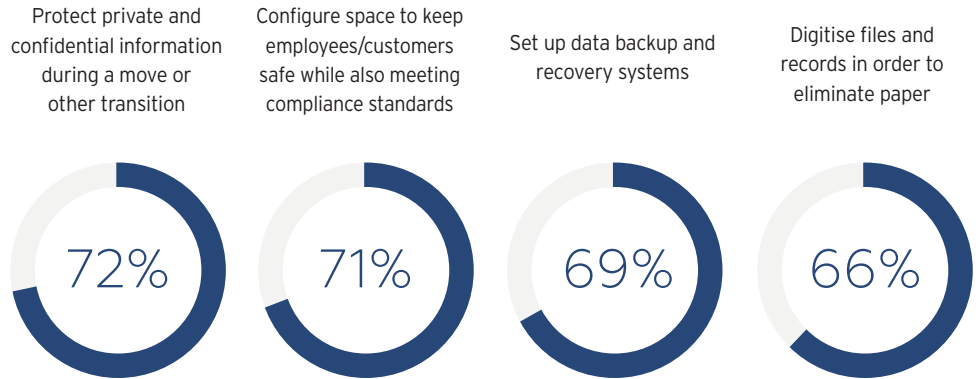 Protect private and
confidential information
during a move or
other transition
Configure space to keep
employees/customers
safe while also meeting
compliance standards
Set up data backup and
recovery systems
Digitise files and
records in order to
eliminate paper
72%
71%
69%
66%